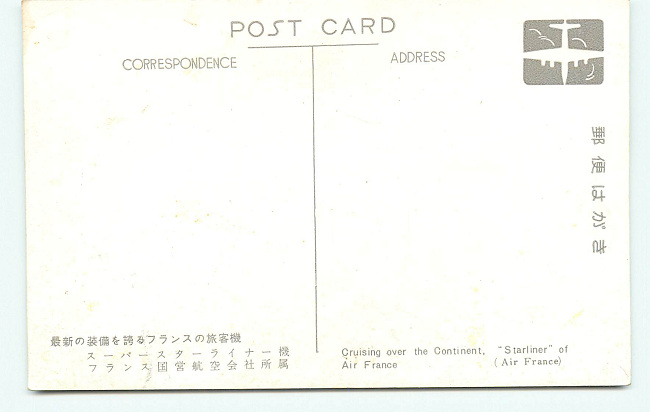 POST CARD
CORRESPONDENCE
ADDRESS
郵便はがき
最新の装備を誇るフランスの旅客機
スーパースターライナー機
フランス国営航空会社所属
Cruising over the Continent, "Starliner" of
Air France (Air France)